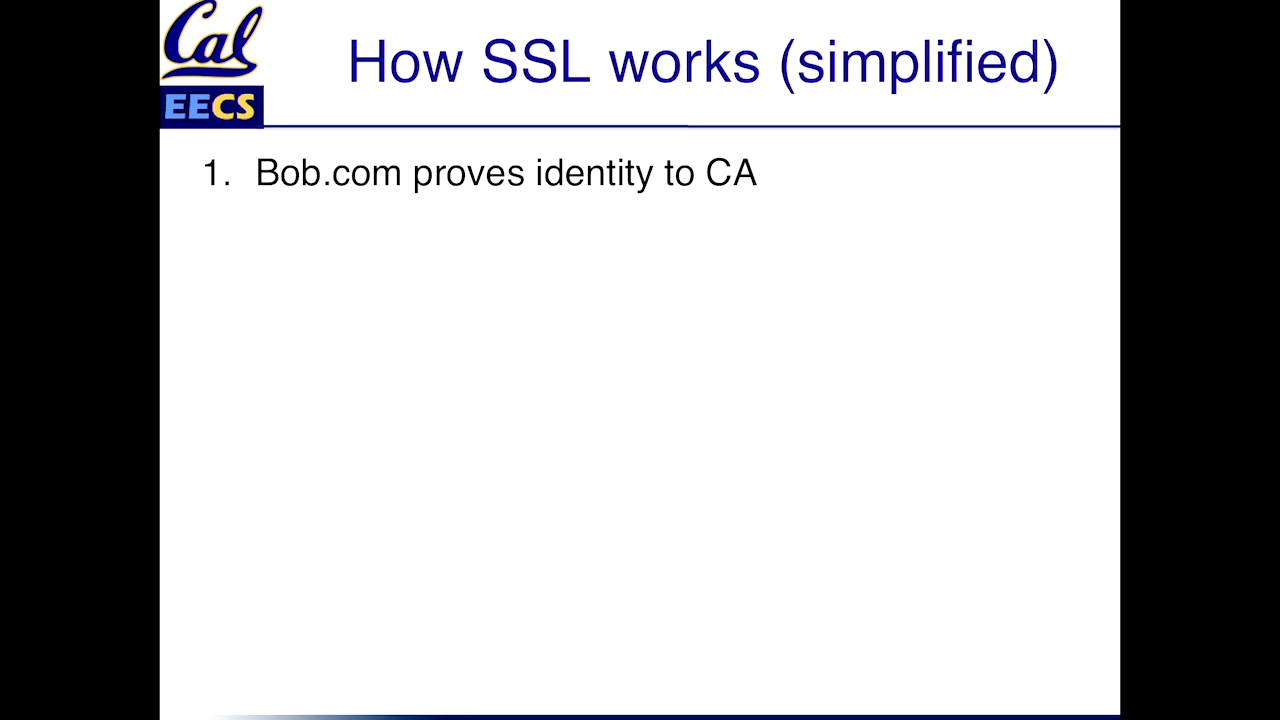 Cal
EECS
How SSL works (simplified)
1. Bob.com proves identity to CA